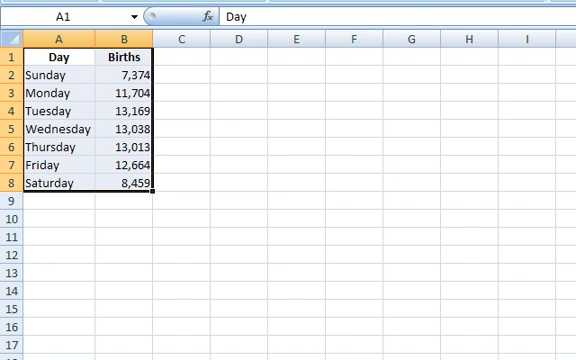 A1 fx Day
A B C D E F G H I
1 Day Births
2 Sunday 7,374
3 Monday 11,704
4 Tuesday 13,169
5 Wednesday 13,038
6 Thursday 13,013
7 Friday 12,664
8 Saturday 8,459
9
10
11
12
13
14
15
16
17